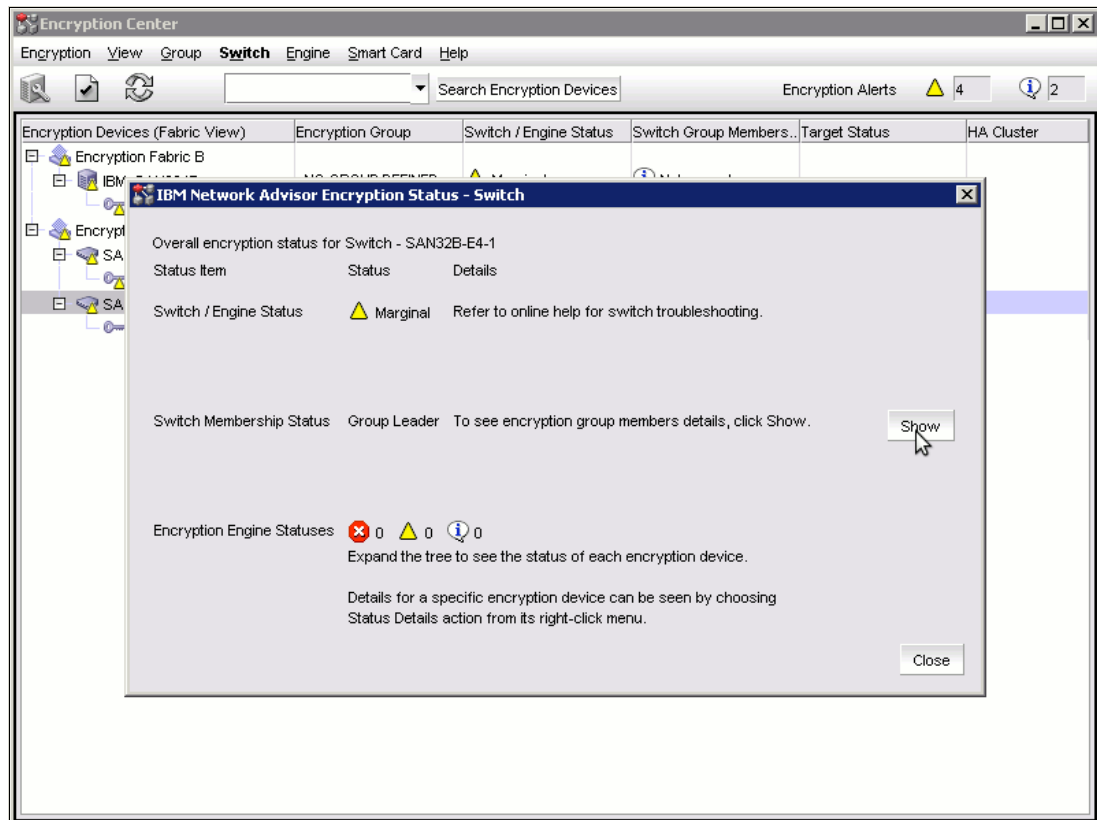 Encryption Center
Encryption View Group Switch Engine Smart Card Help
Search Encryption Devices Encryption Alerts 4 2
Encryption Devices (Fabric View) Encryption Group Switch / Engine Status Switch Group Members.. Target Status HA Cluster
Encryption Fabric B
IBM
IBM Network Advisor Encryption Status - Switch
Encrypt
SA
SA
Overall encryption status for Switch - SAN32B-E4-1
Status Item Status Details
Switch / Engine Status Marginal Refer to online help for switch troubleshooting.
Switch Membership Status Group Leader To see encryption group members details, click Show.
Show
Encryption Engine Statuses 0 0 0
Expand the tree to see the status of each encryption device.
Details for a specific encryption device can be seen by choosing
Status Details action from its right-click menu.
Close